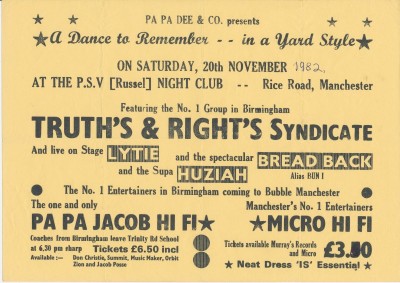 PA PA DEE & CO. presents
A Dance to Remember -- in a Yard Style
ON SATURDAY, 20th NOVEMBER 1982
AT THE P.S.V [Russel] NIGHT CLUB -- Rice Road, Manchester
Featuring the No. 1 Group in Birmingham
TRUTH'S & RIGHT'S SYNDICATE
And live on Stage LYTIE and the spectacular BREAD BACK
and the Supa HUZIAH Alias BUN I
The No. 1 Entertainers in Birmingham coming to Bubble Manchester
The one and only Manchester's No. 1 Entertainers
PA PA JACOB HI FI MICRO HI FI
Coaches from Birmingham leave Trinity Rd School
at 6.30 pm sharp Tickets £6.50 incl
Available :- Don Christie, Summit, Music Maker, Orbit
Zion and Jacob Posse
Tickets available Murray's Records
and Micro £3.50
Neat Dress 'IS' Essential